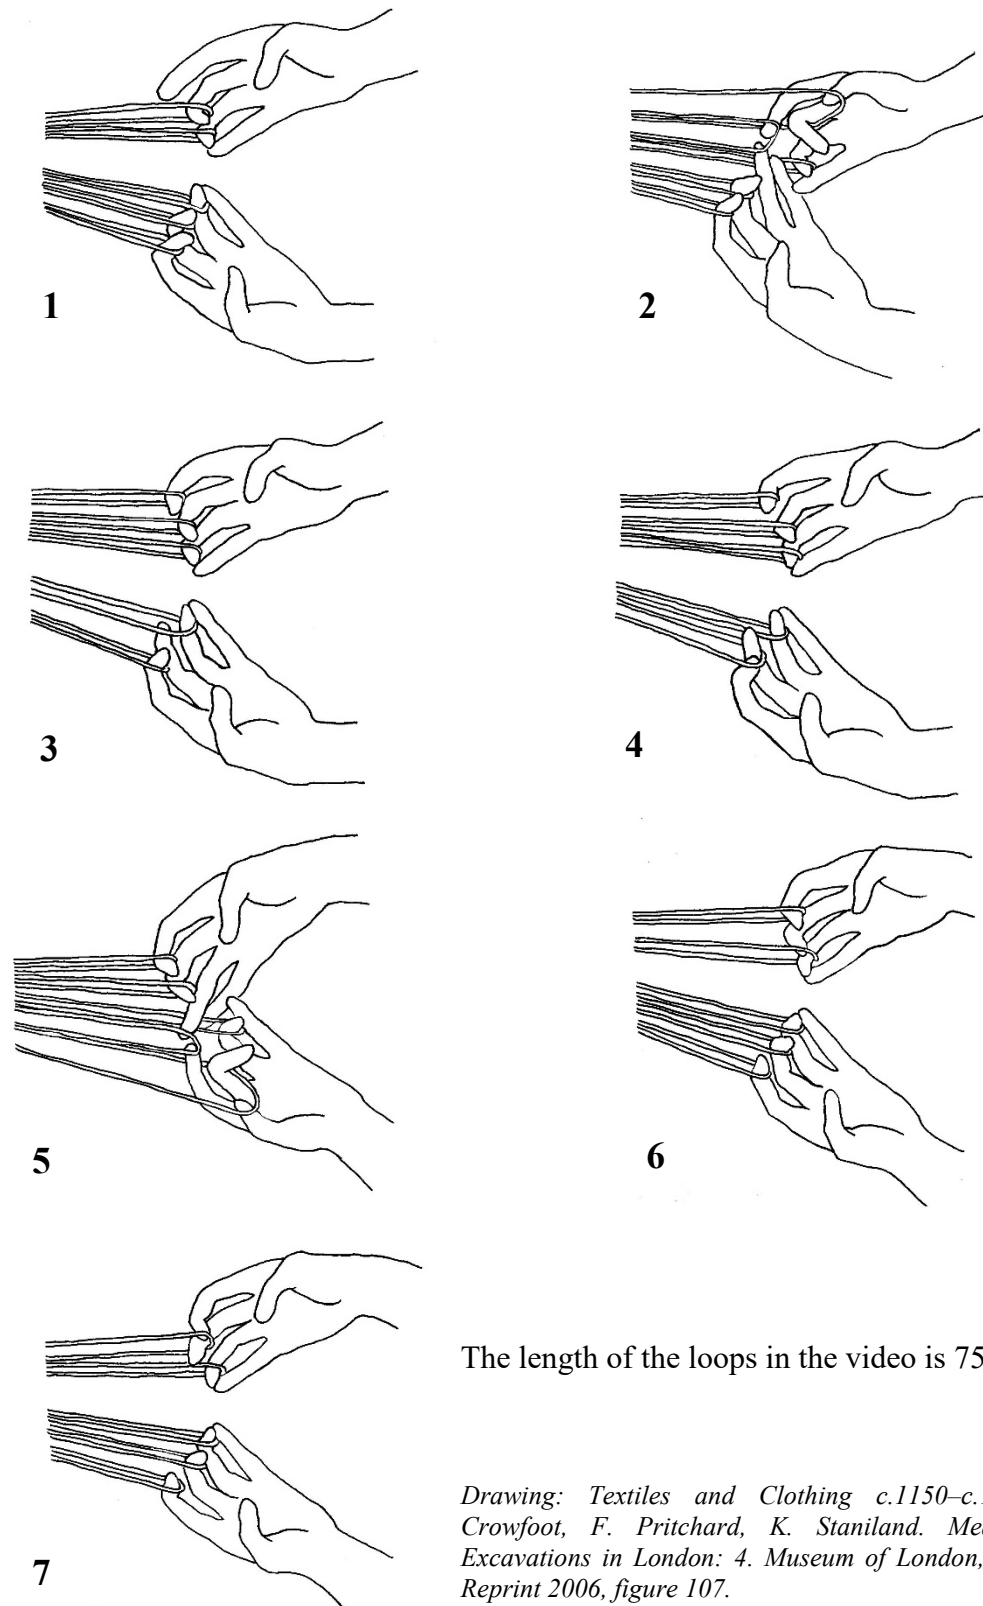 1
2
3
4
5
6
7
The length of the loops in the video is 75
Drawing: Textiles and Clothing c.1150–c.
Crowfoot, F. Pritchard, K. Staniland.
Excavations in London: 4. Museum of London,
Reprint 2006, figure 107.